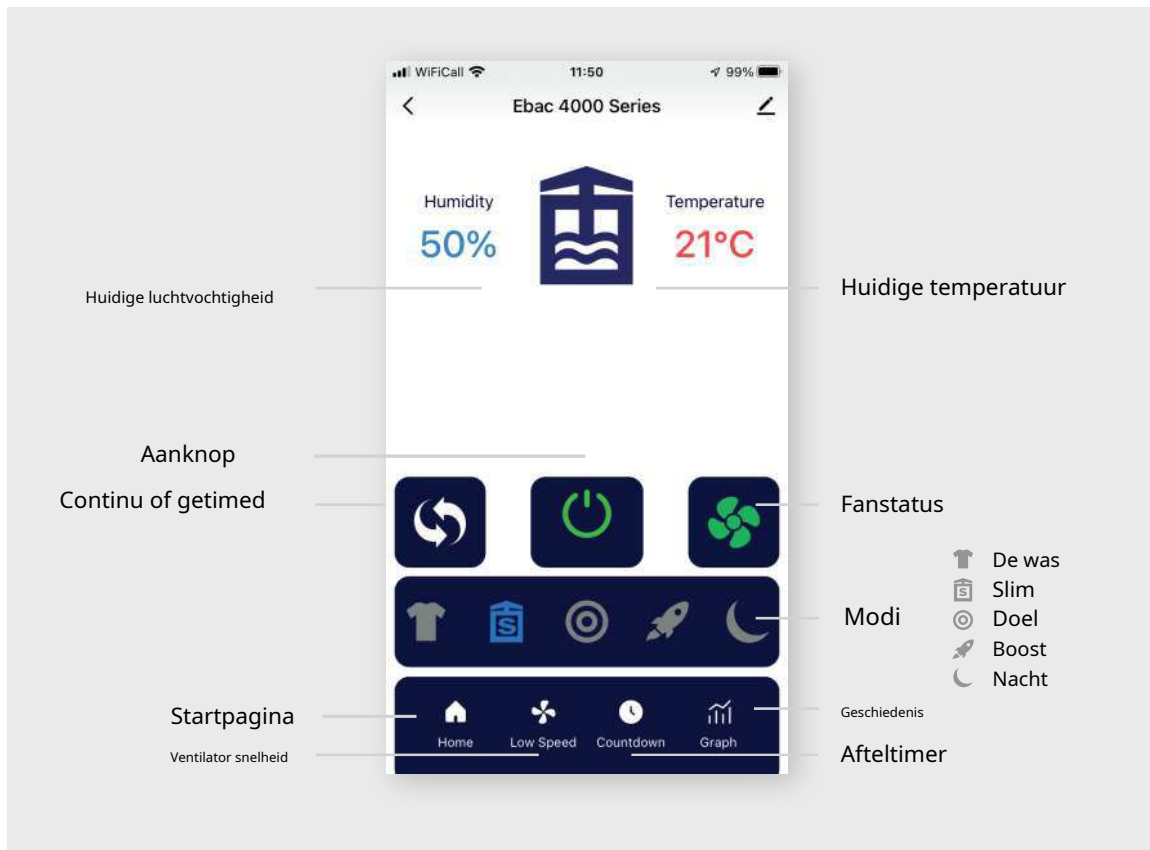 WiFiCall 11:50 99%
Ebac 4000 Series
Humidity
50%
Temperature
21°C
Huidige luchtvochtigheid
Huidige temperatuur
Aanknop
Continu of getimed
Fanstatus
De was
S Slim
Doel
Boost
Nacht
S
Modi
Home
Low Speed
Countdown
Graph
Startpagina
Ventilator snelheid
Geschiedenis
Afteltimer